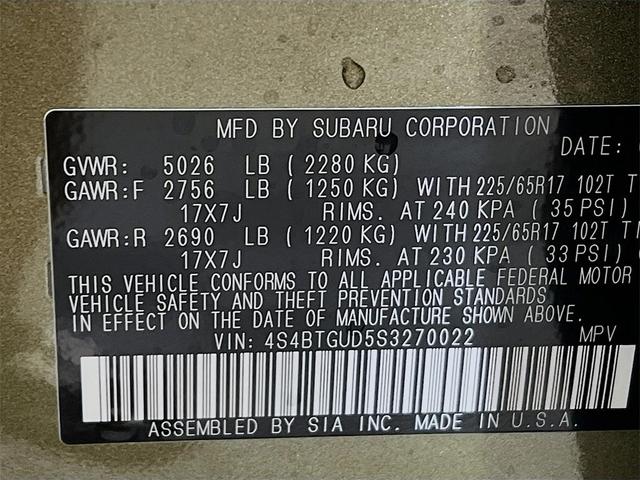 MFD BY SUBARU CORPORATION
DATE:
GVWR: 5026 LB ( 2280 KG)
GAWR:F 2756 LB ( 1250 KG) WITH 225/65R17 102T
17X7J RIMS. AT 240 KPA ( 35 PSI)
GAWR:R 2690 LB ( 1220 KG) WITH 225/65R17 102T
17X7J RIMS. AT 230 KPA ( 33 PSI)
THIS VEHICLE CONFORMS TO ALL APPLICABLE FEDERAL MOTOR
VEHICLE SAFETY AND THEFT PREVENTION STANDARDS
IN EFFECT ON THE DATE OF MANUFACTURE SHOWN ABOVE.
VIN: 4S4BTGUD5S3270022 MPV
ASSEMBLED BY SIA INC. MADE IN U.S.A.